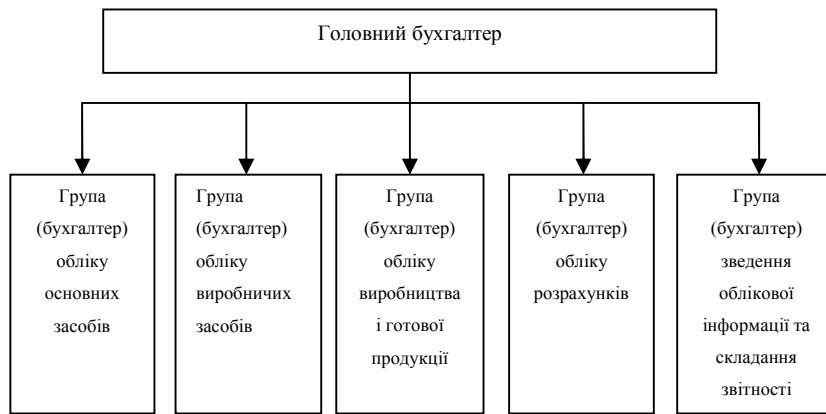 Головний бухгалтер
Група
(бухгалтер)
обліку
основних
засобів
Група
(бухгалтер)
обліку
виробничих
засобів
Група
(бухгалтер)
обліку
виробництва
і готової
продукції
Група
(бухгалтер)
обліку
розрахунків
Група
(бухгалтер)
зведення
облікової
інформації та
складання
звітності